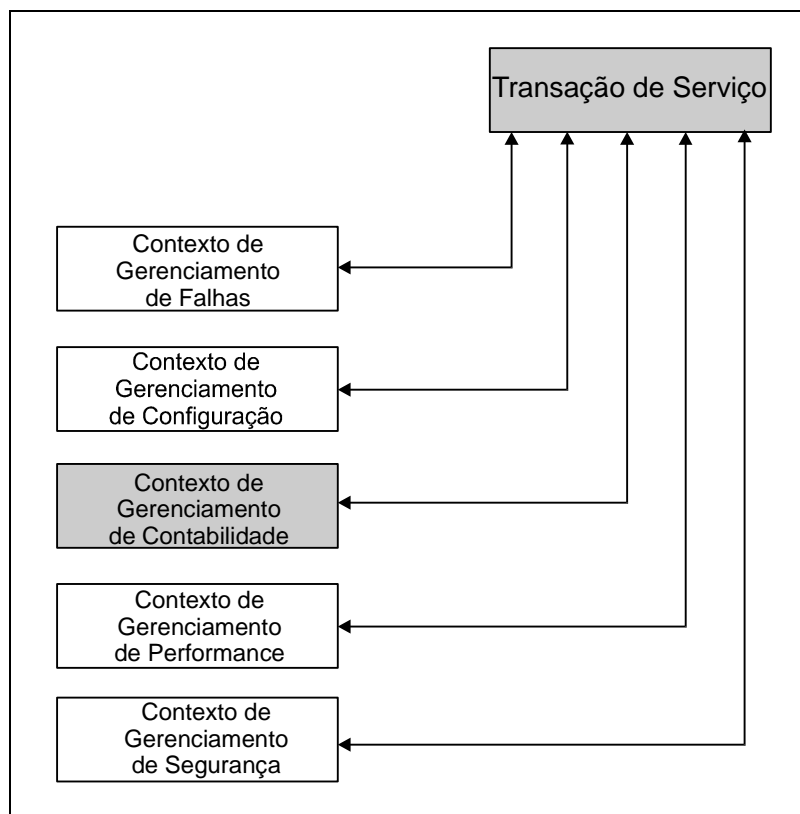 Transação de Serviço
Contexto de
Gerenciamento
de Falhas
Contexto de
Gerenciamento
de Configuração
Contexto de
Gerenciamento
de Contabilidade
Contexto de
Gerenciamento
de Performance
Contexto de
Gerenciamento
de Segurança